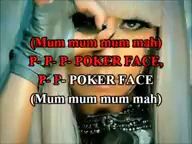 (Mum mum mum mah)
P- P- P- POKER FACE,
P- P- POKER FACE
(Mum mum mum mah)